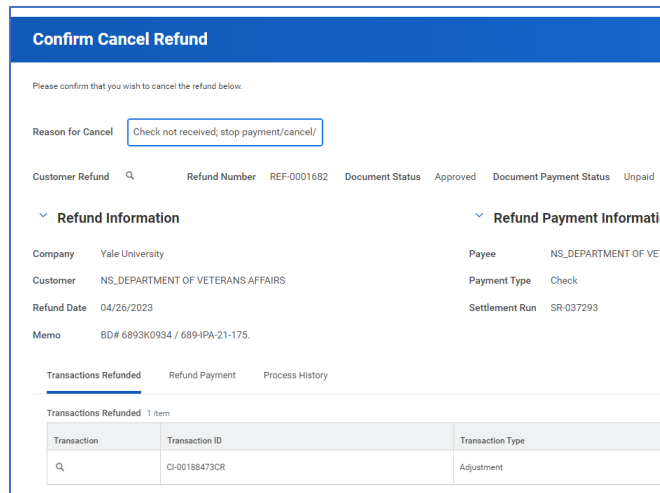 Confirm Cancel Refund
Please confirm that you wish to cancel the refund below.
Reason for Cancel Check not received; stop payment/cancel/
Customer Refund Refund Number REF-0001682 Document Status Approved Document Payment Status Unpaid
Refund Information Refund Payment
Company Yale University Payee NS_DEPARTMENT OF
Customer NS_DEPARTMENT OF VETERANS AFFAIRS Payment Type Check
Refund Date 04/26/2023 Settlement Run SR-037293
Memo BD# 6893K0934 / 689-IPA-21-175.
Transactions Refunded Refund Payment Process History
Transactions Refunded 1 item
Transaction Transaction ID Transaction Type
CI-00188473CR Adjustment